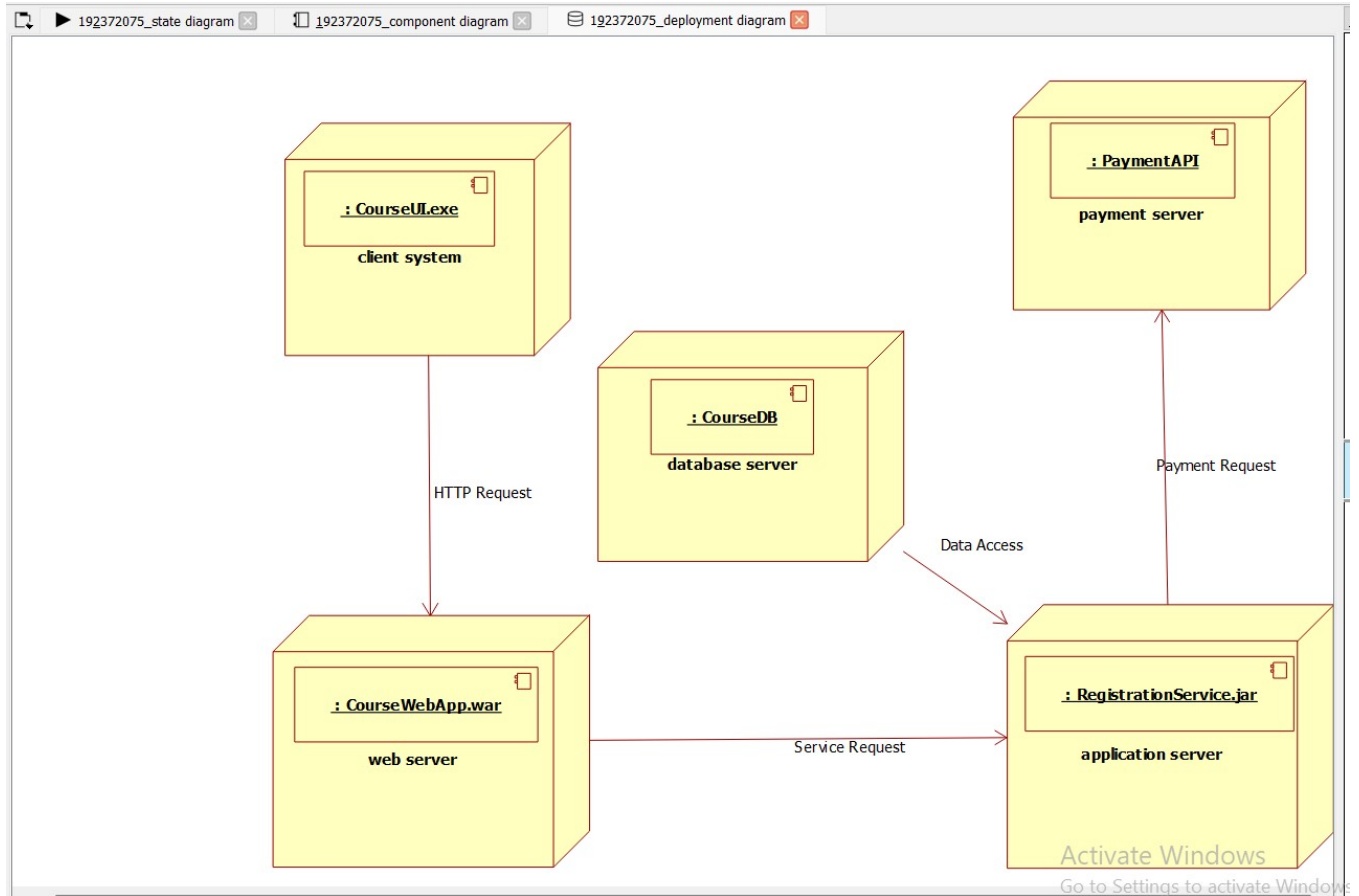 192372075_state diagram
192372075_component diagram
192372075_deployment diagram
: PaymentAPI
payment server
: CourseUI.exe
client system
: CourseDB
database server
Payment Request
HTTP Request
Data Access
: CourseWebApp.war
web server
: RegistrationService.jar
application server
Service Request
Activate Windows
Go to Settings to activate Windows